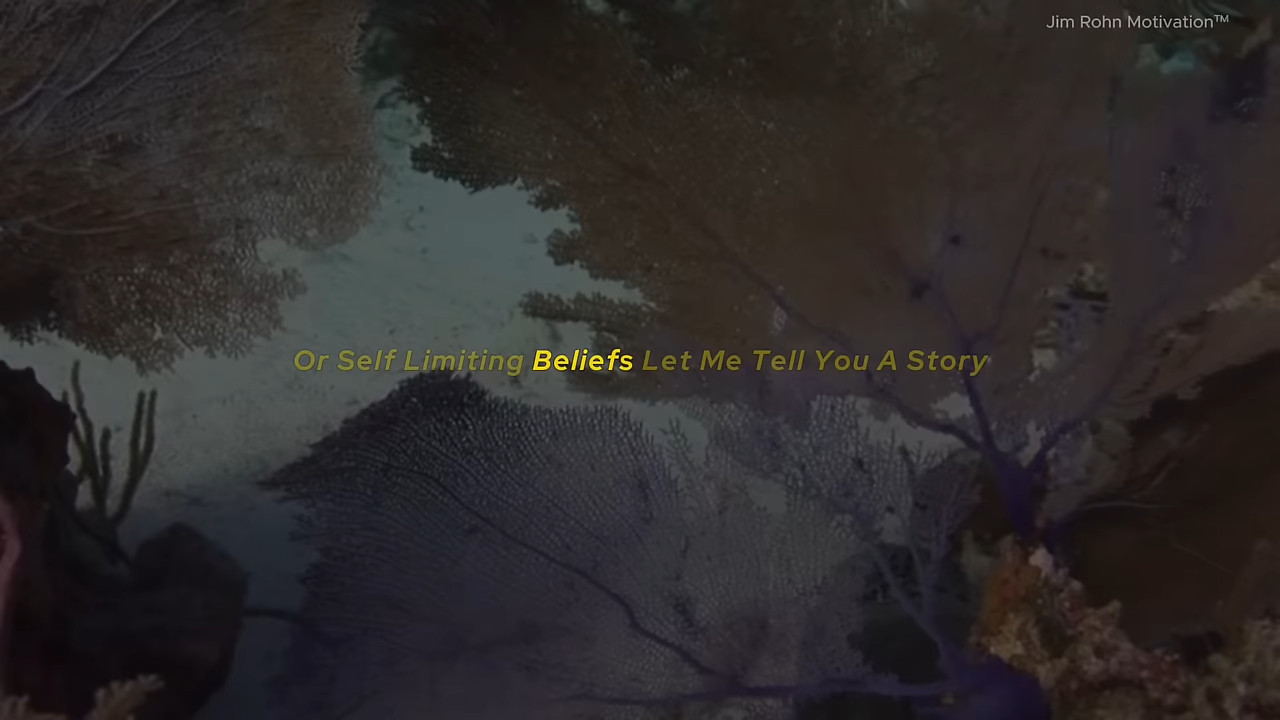 Jim Rohn Motivation™
Or Self Limiting Beliefs Let Me Tell You A Story